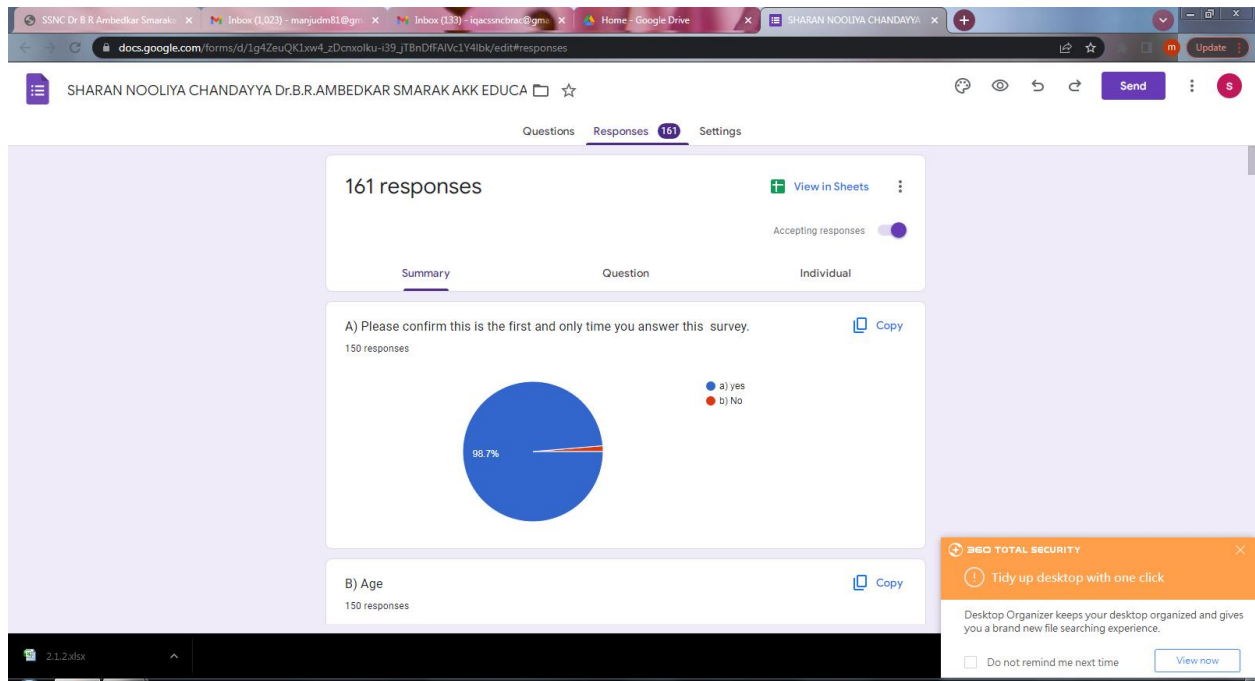 SSNC Dr B R Ambedkar Smarak
Inbox (1,023) - manjudm81@gm
Inbox (133) - iqacssncbrac@gma
Home - Google Drive
SHARAN NOOLIYA CHANDAYYA
docs.google.com/forms/d/1g4ZeuQK1xw4_zDcnxolku-i39_jTBnDfFAlVc1Y4lbk/edit#responses
m
Update
SHARAN NOOLIYA CHANDAYYA Dr.B.R.AMBEDKAR SMARAK AKK EDUCA
Send
S
Questions
Responses 161
Settings
161 responses
View in Sheets
Accepting responses
Summary
Question
Individual
A) Please confirm this is the first and only time you answer this survey.
Copy
150 responses
a) yes
b) No
98.7%
B) Age
Copy
150 responses
360 TOTAL SECURITY
Tidy up desktop with one click
Desktop Organizer keeps your desktop organized and gives
you a brand new file searching experience.
Do not remind me next time
View now
2.1.2.xlsx